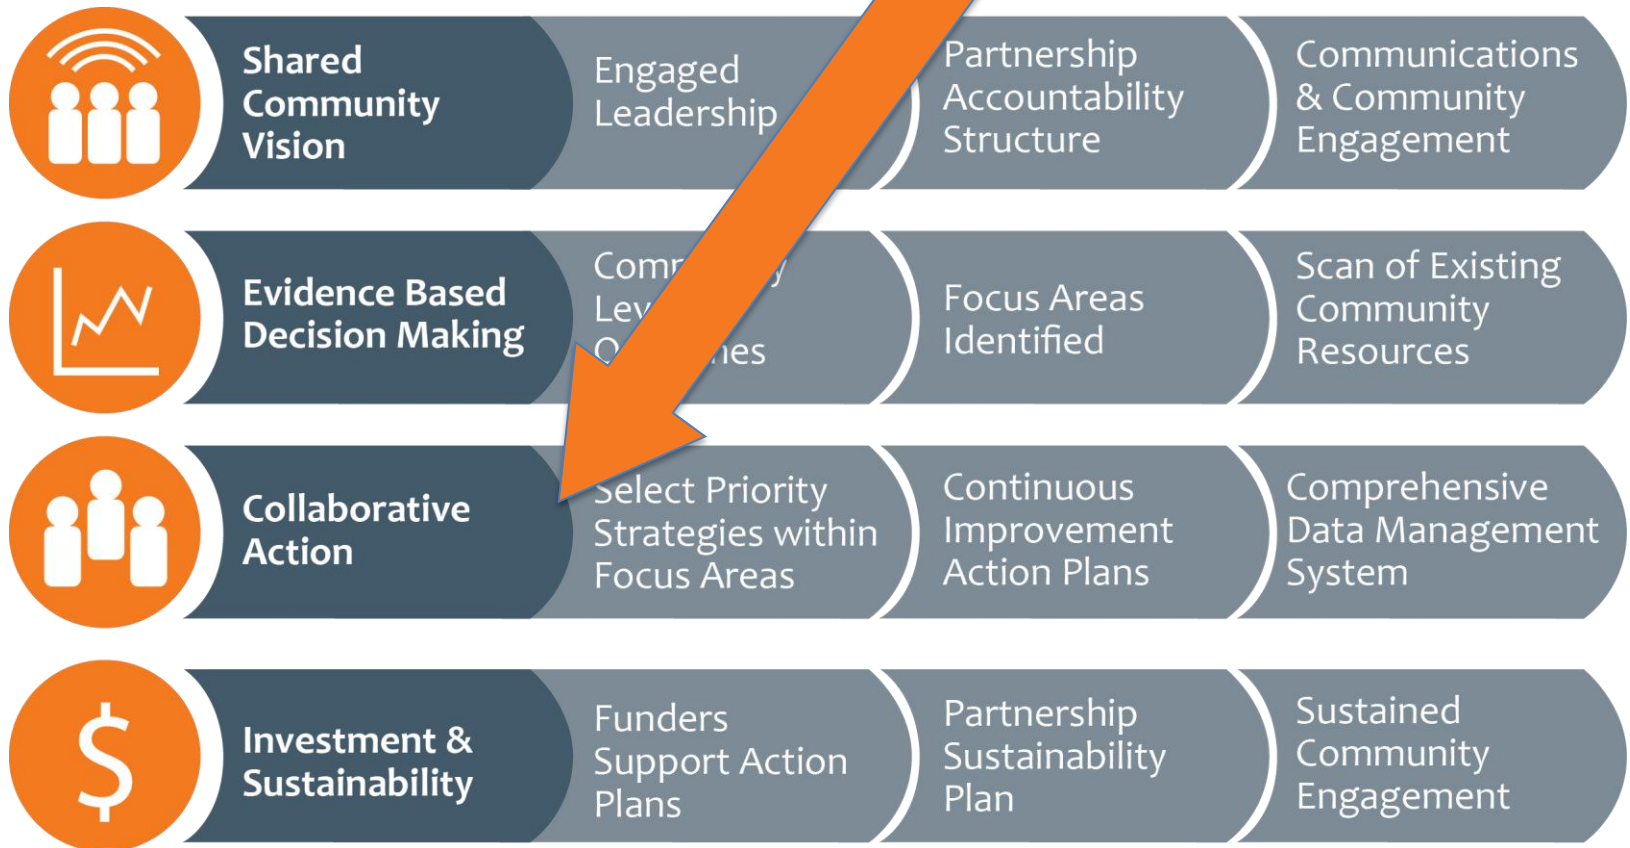 Shared
Community
Vision
Engaged
Leadership
Partnership
Accountability
Structure
Communications
& Community
Engagement
Evidence Based
Decision Making
Focus Areas
Identified
Scan of Existing
Community
Resources
Collaborative
Action
Select Priority
Strategies within
Focus Areas
Continuous
Improvement
Action Plans
Comprehensive
Data Management
System
$
Investment &
Sustainability
Funders
Support Action
Plans
Partnership
Sustainability
Plan
Sustained
Community
Engagement